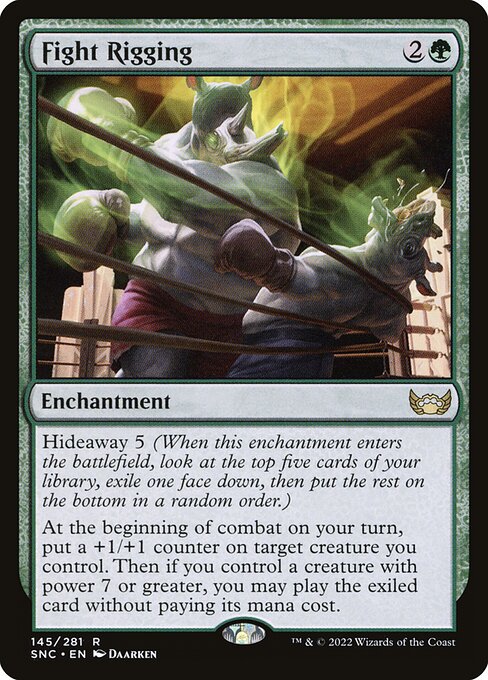 Fight Rigging 2
Enchantment
Hideaway 5 (When this enchantment enters
the battlefield, look at the top five cards of your
library, exile one face down, then put the rest on
the bottom in a random order.)
At the beginning of combat on your turn,
put a +1/+1 counter on target creature you
control. Then if you control a creature with
power 7 or greater, you may play the exiled
card without paying its mana cost.
145/281 R
SNC • EN DAARKEN
™ & © 2022 Wizards of the Coast